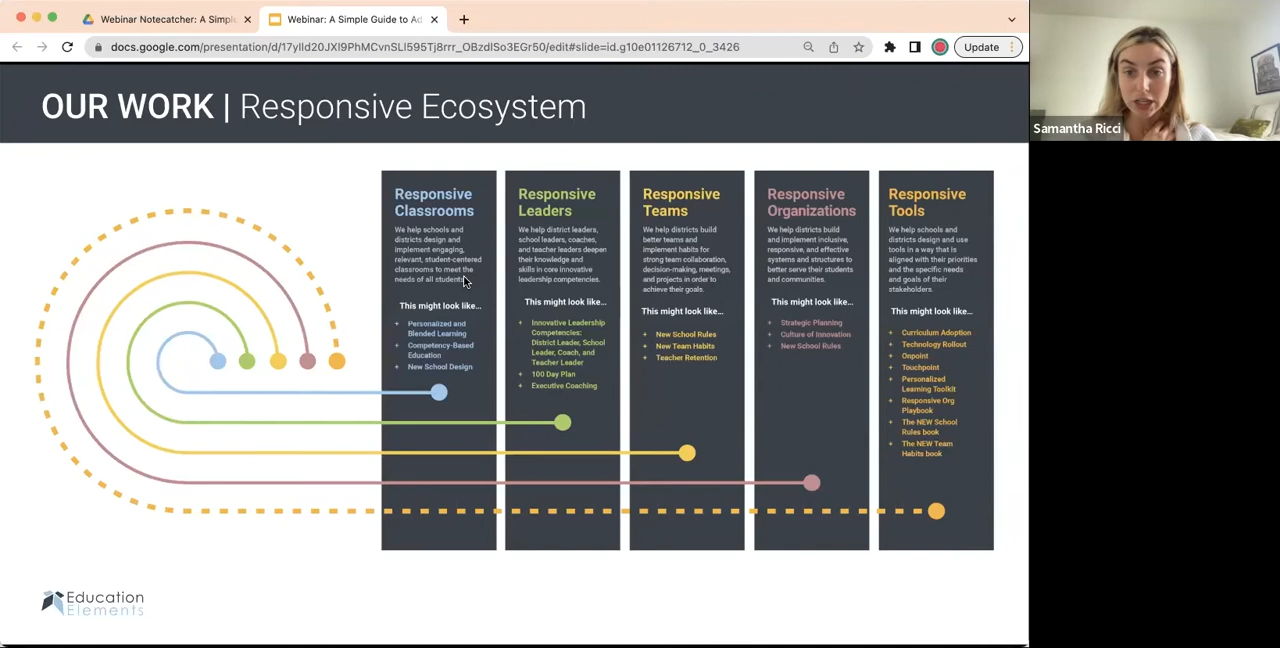 Webinar Notecatcher: A Simple
Webinar: A Simple Guide to Ad
docs.google.com/presentation/d/17yIld20JXl9PhMCvnSLl595Tj8rrr_OBzdlSo3EGr50/edit#slide=id.g10e01126712_0_3426
Update
Samantha Ricci
OUR WORK | Responsive Ecosystem
Responsive
Classrooms
We help schools and
districts design and
implement engaging,
relevant, student-centered
classrooms to meet the
needs of all students.
This might look like...
+ Personalized and
Blended Learning
+ Competency-Based
Education
+ New School Design
Responsive
Leaders
We help district leaders,
school leaders, coaches,
and teacher leaders deepen
their knowledge and
skills in core innovative
leadership competencies.
This might look like...
+ Innovative Leadership
Competencies:
District Leader, School
Leader, Coach, and
Teacher Leader
+ 100 Day Plan
+ Executive Coaching
Responsive
Teams
We help districts build
better teams and
implement habits for
strong team collaboration,
decision-making, meetings,
and projects in order to
achieve their goals.
This might look like...
+ New School Rules
+ New Team Habits
+ Teacher Retention
Responsive
Organizations
We help districts build
and implement inclusive,
responsive, and effective
systems and structures to
better serve their students
and communities.
This might look like...
+ Strategic Planning
+ Culture of Innovation
+ New School Rules
Responsive
Tools
We help schools and
districts design and use
tools in a way that is
aligned with their priorities
and the specific needs
and goals of their
stakeholders.
This might look like...
+ Curriculum Adoption
+ Technology Rollout
+ Onpoint
+ Touchpoint
+ Personalized
Learning Toolkit
+ Responsive Org
Playbook
+ The NEW School
Rules book
+ The NEW Team
Habits book
Education
Elements